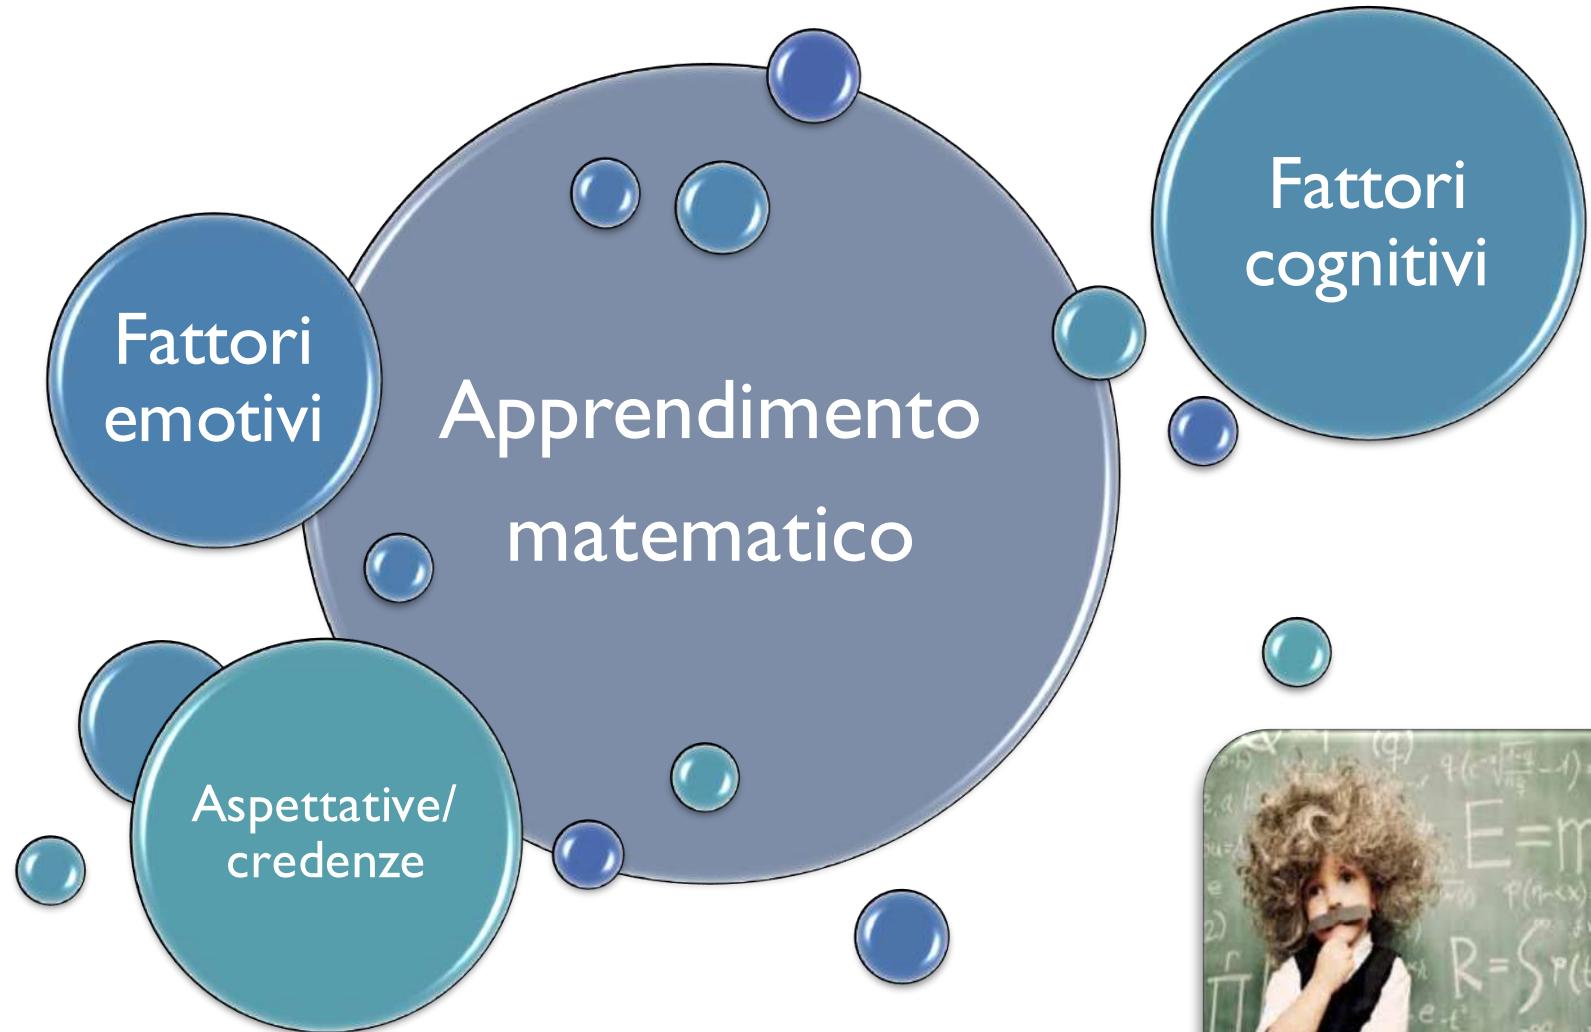 Fattori
cognitivi
Fattori
emotivi
Apprendimento
matematico
Aspettative/
credenze
E=m
R=